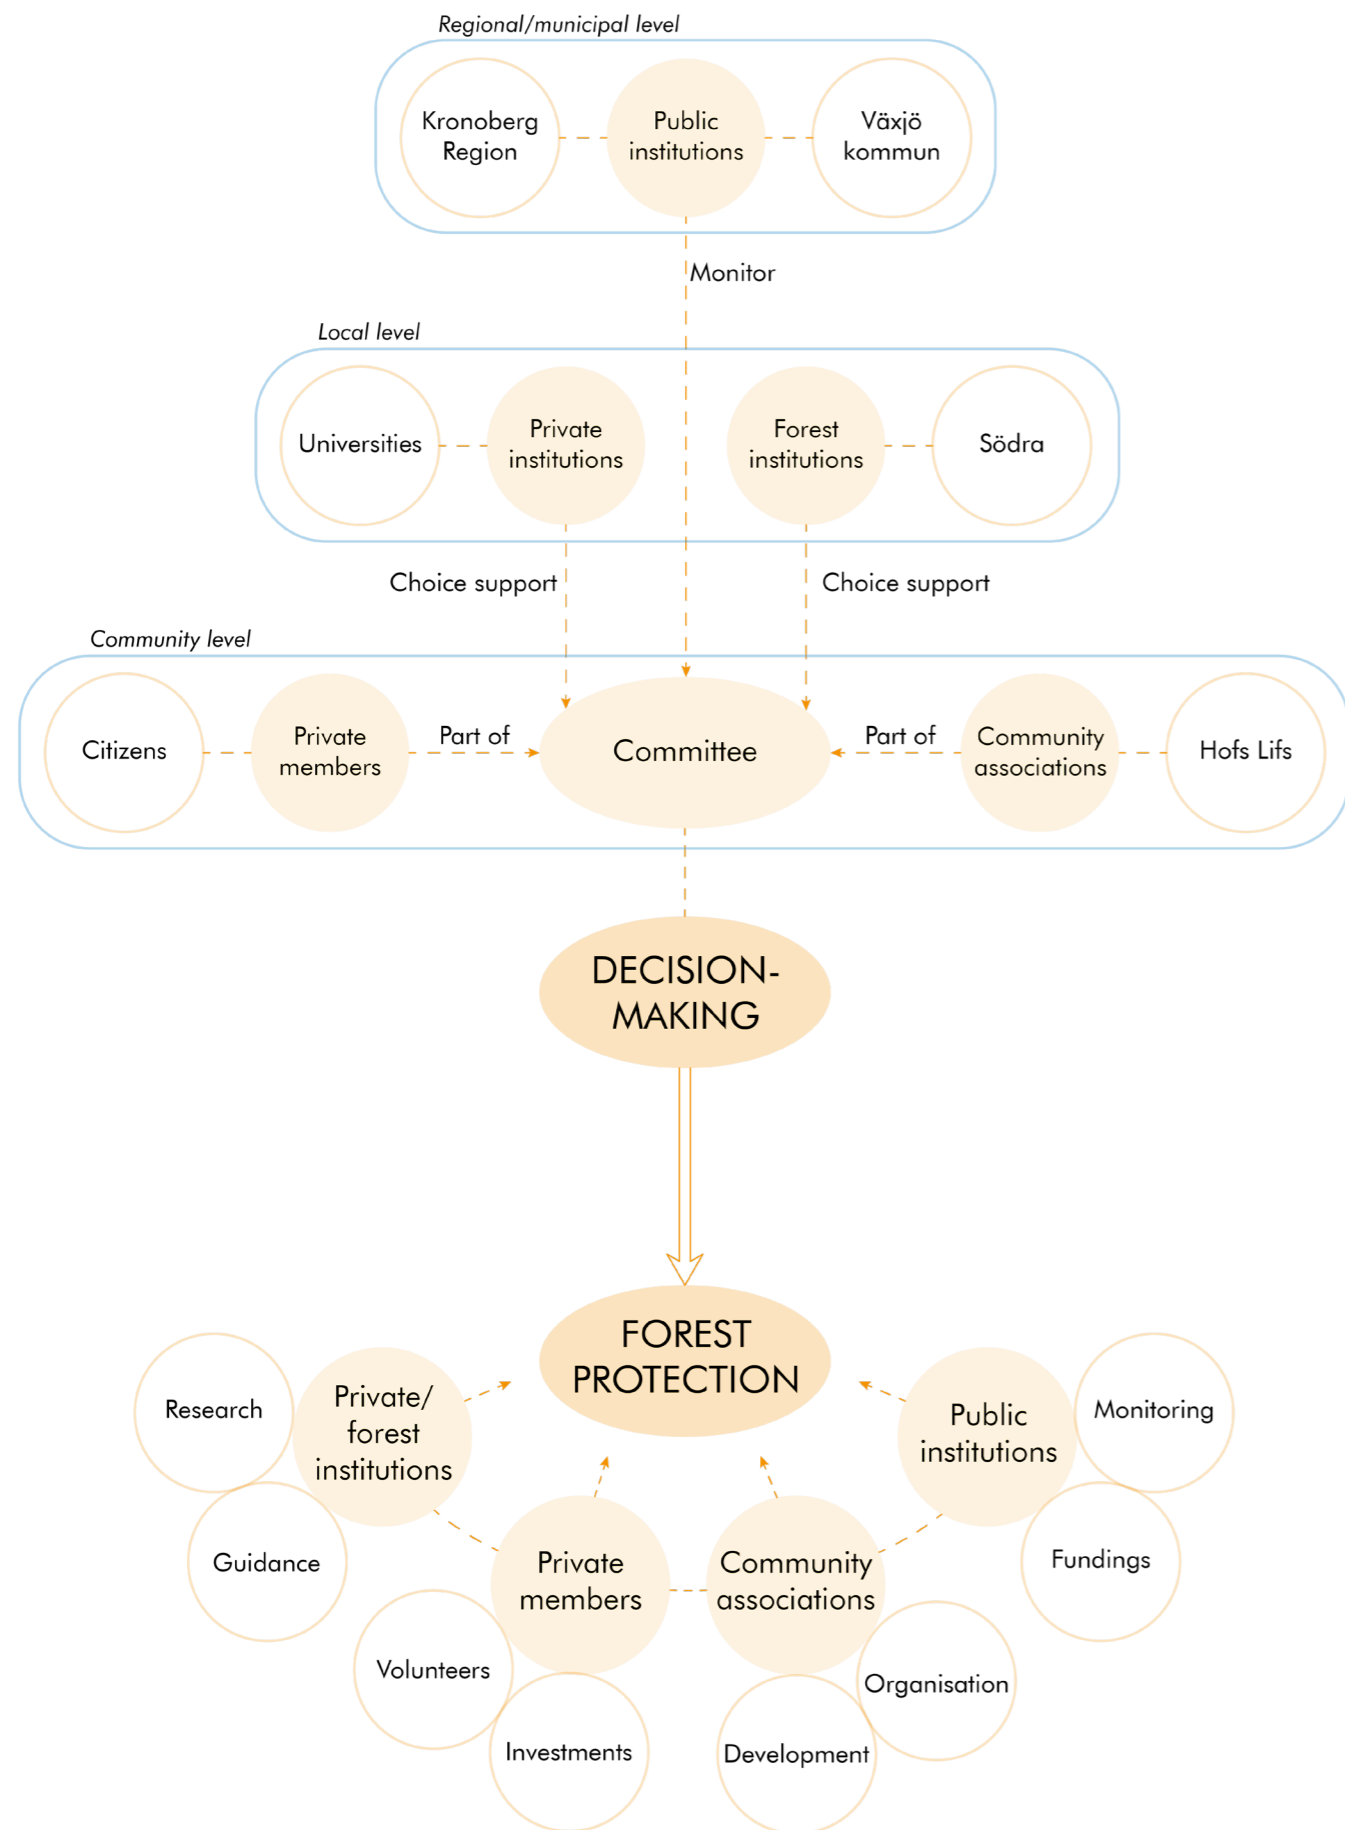 Regional/municipal level
Kronoberg
Region
Public
institutions
Växjö
kommun
Monitor
Local level
Universities
Private
institutions
Forest
institutions
Södra
Choice support
Choice support
Community level
Citizens
Private
members
Part of
Committee
Part of
Community
associations
Hofs Lifs
DECISION-
MAKING
FOREST
PROTECTION
Research
Private/
forest
institutions
Guidance
Public
institutions
Monitoring
Fundings
Private
members
Volunteers
Investments
Community
associations
Organisation
Development